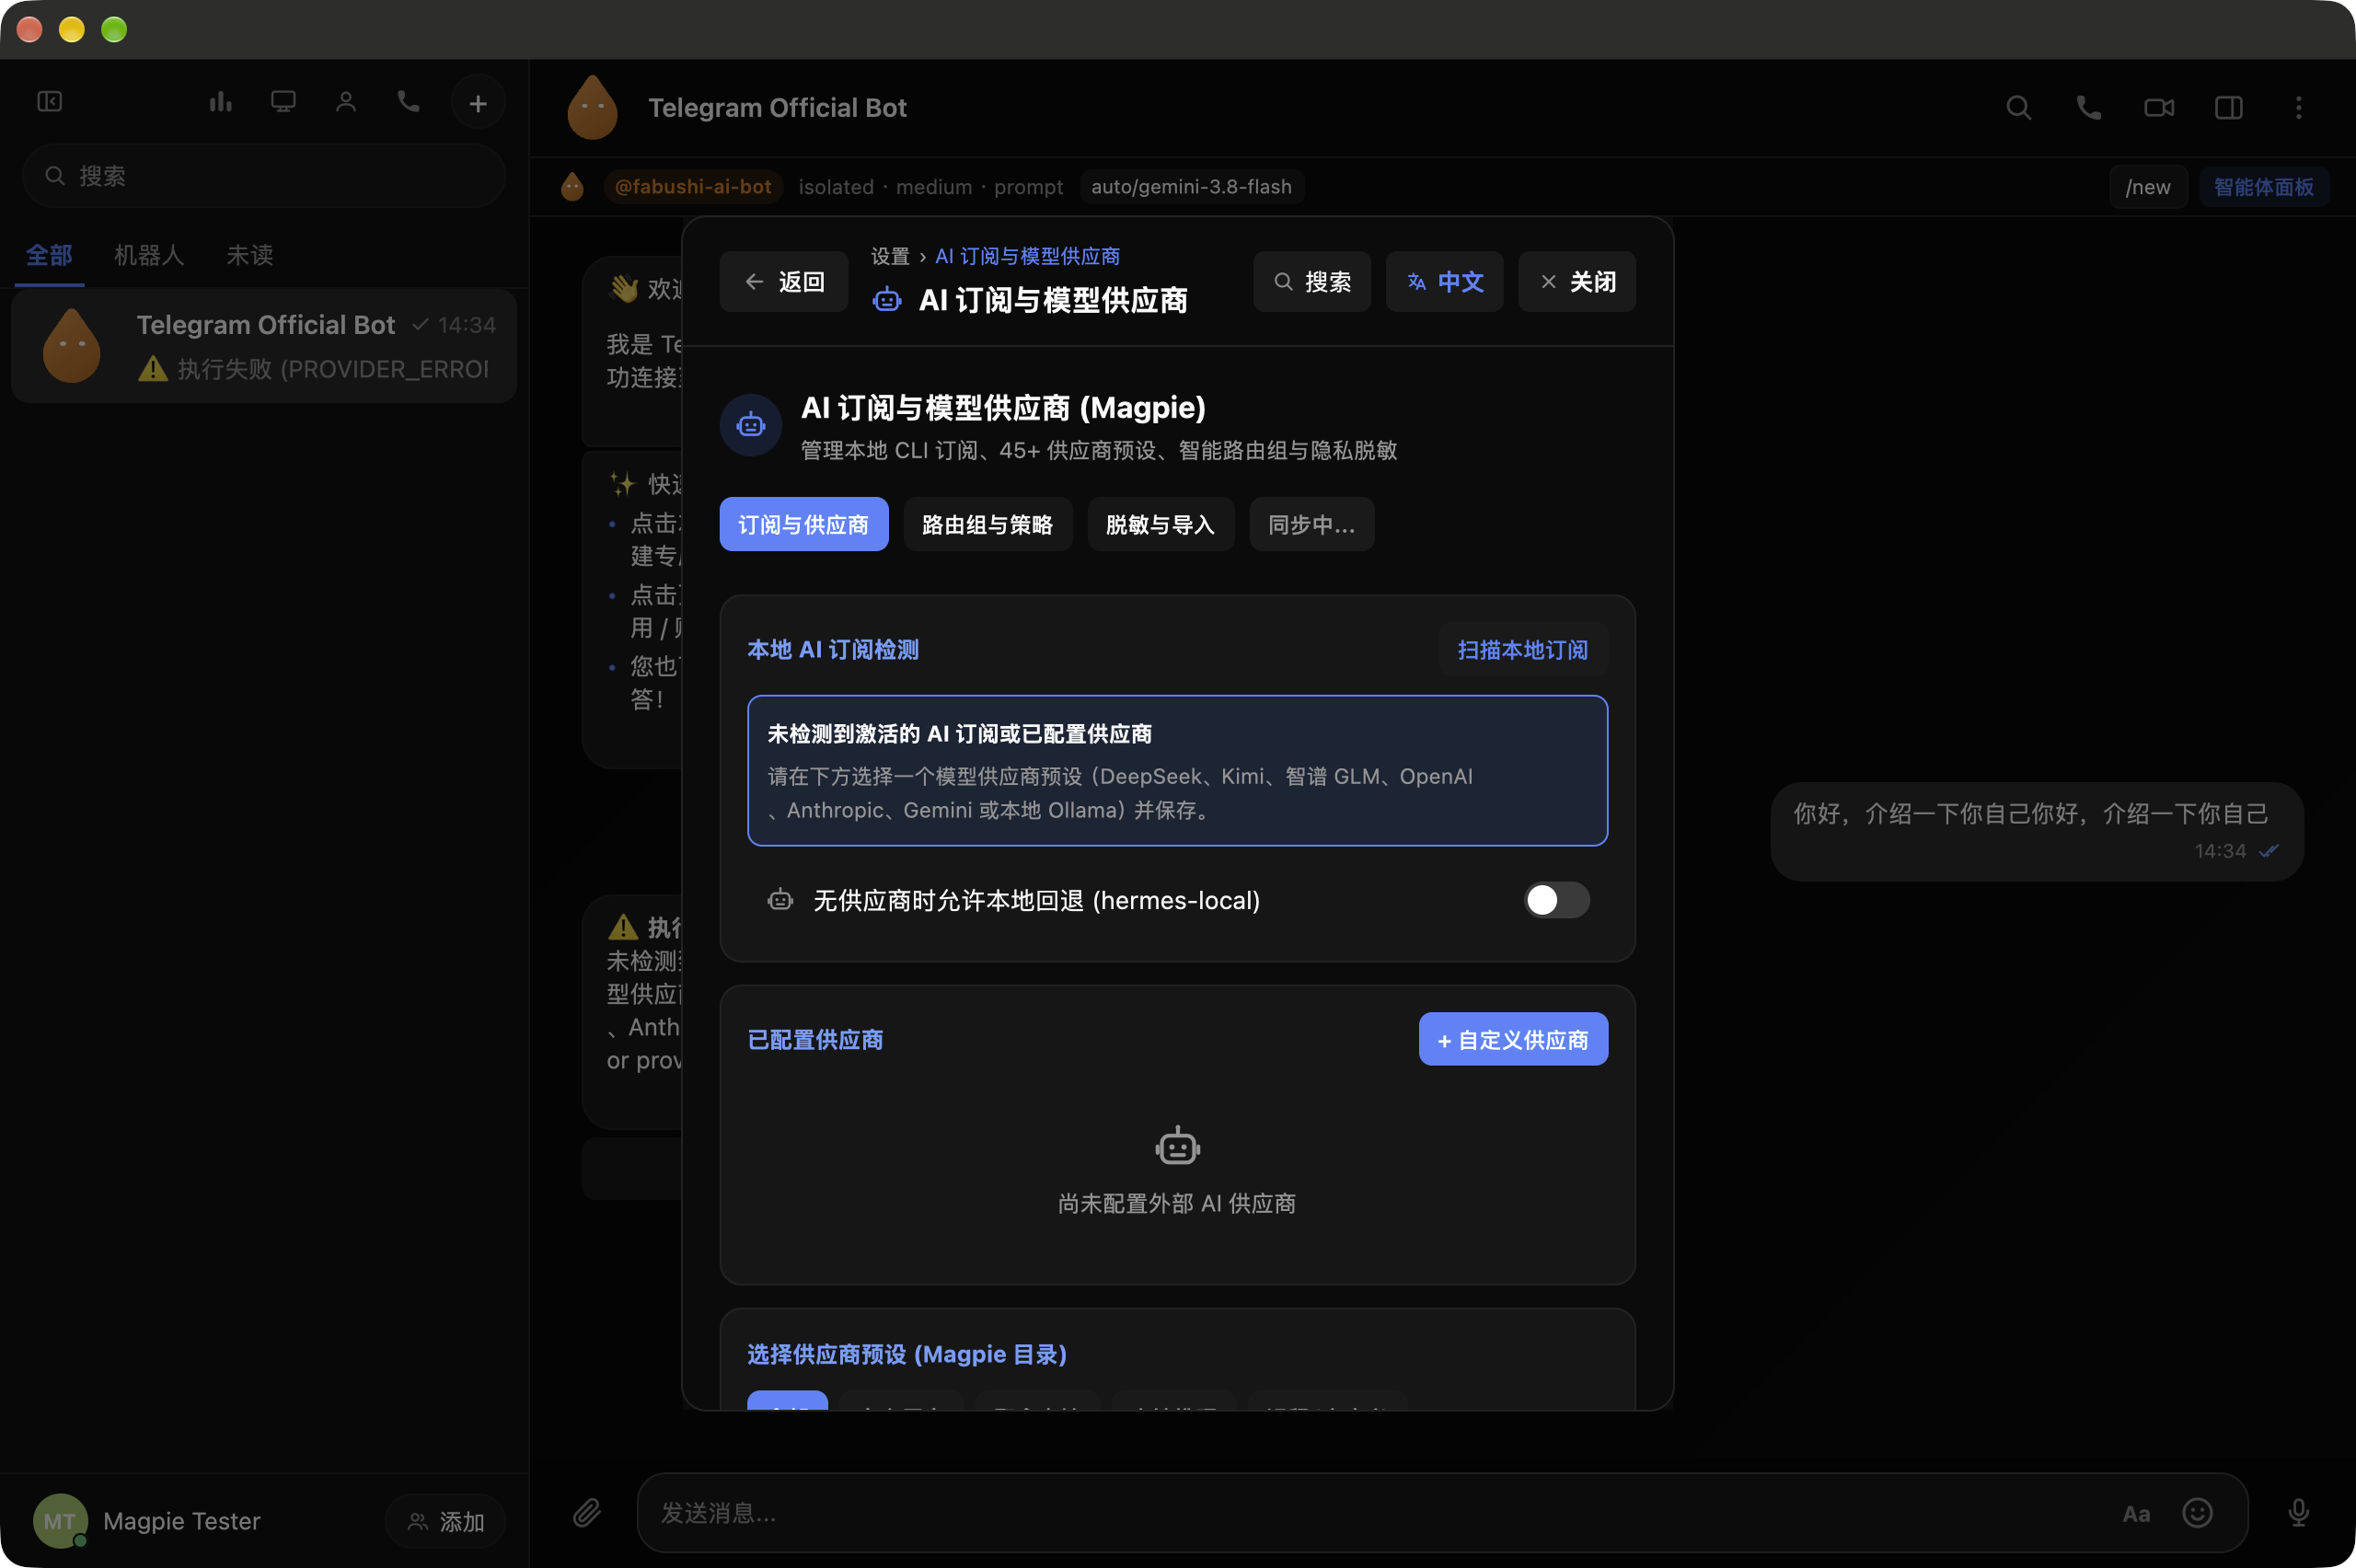 搜索
全部
机器人
未读
Telegram Official Bot
14:34
执行失败 (PROVIDER_ERRO
MT
Magpie Tester
添加
Telegram Official Bot
@fabushi-ai-bot
isolated · medium · prompt
auto/gemini-3.8-flash
/new
智能体面板
欢
我是 Te
功连接
快
点击
建专
点击
用 /
您也
答！
你好，介绍一下你自己你好，介绍一下你自己
14:34
执行
未检测
型供应
、Anth
or prov
发送消息...
Aa
返回
设置 › AI 订阅与模型供应商
AI 订阅与模型供应商
搜索
中文
关闭
AI 订阅与模型供应商 (Magpie)
管理本地 CLI 订阅、45+ 供应商预设、智能路由组与隐私脱敏
订阅与供应商
路由组与策略
脱敏与导入
同步中...
本地 AI 订阅检测
扫描本地订阅
未检测到激活的 AI 订阅或已配置供应商
请在下方选择一个模型供应商预设（DeepSeek、Kimi、智谱 GLM、OpenAI
、Anthropic、Gemini 或本地 Ollama）并保存。
无供应商时允许本地回退 (hermes-local)
已配置供应商
+ 自定义供应商
尚未配置外部 AI 供应商
选择供应商预设 (Magpie 目录)